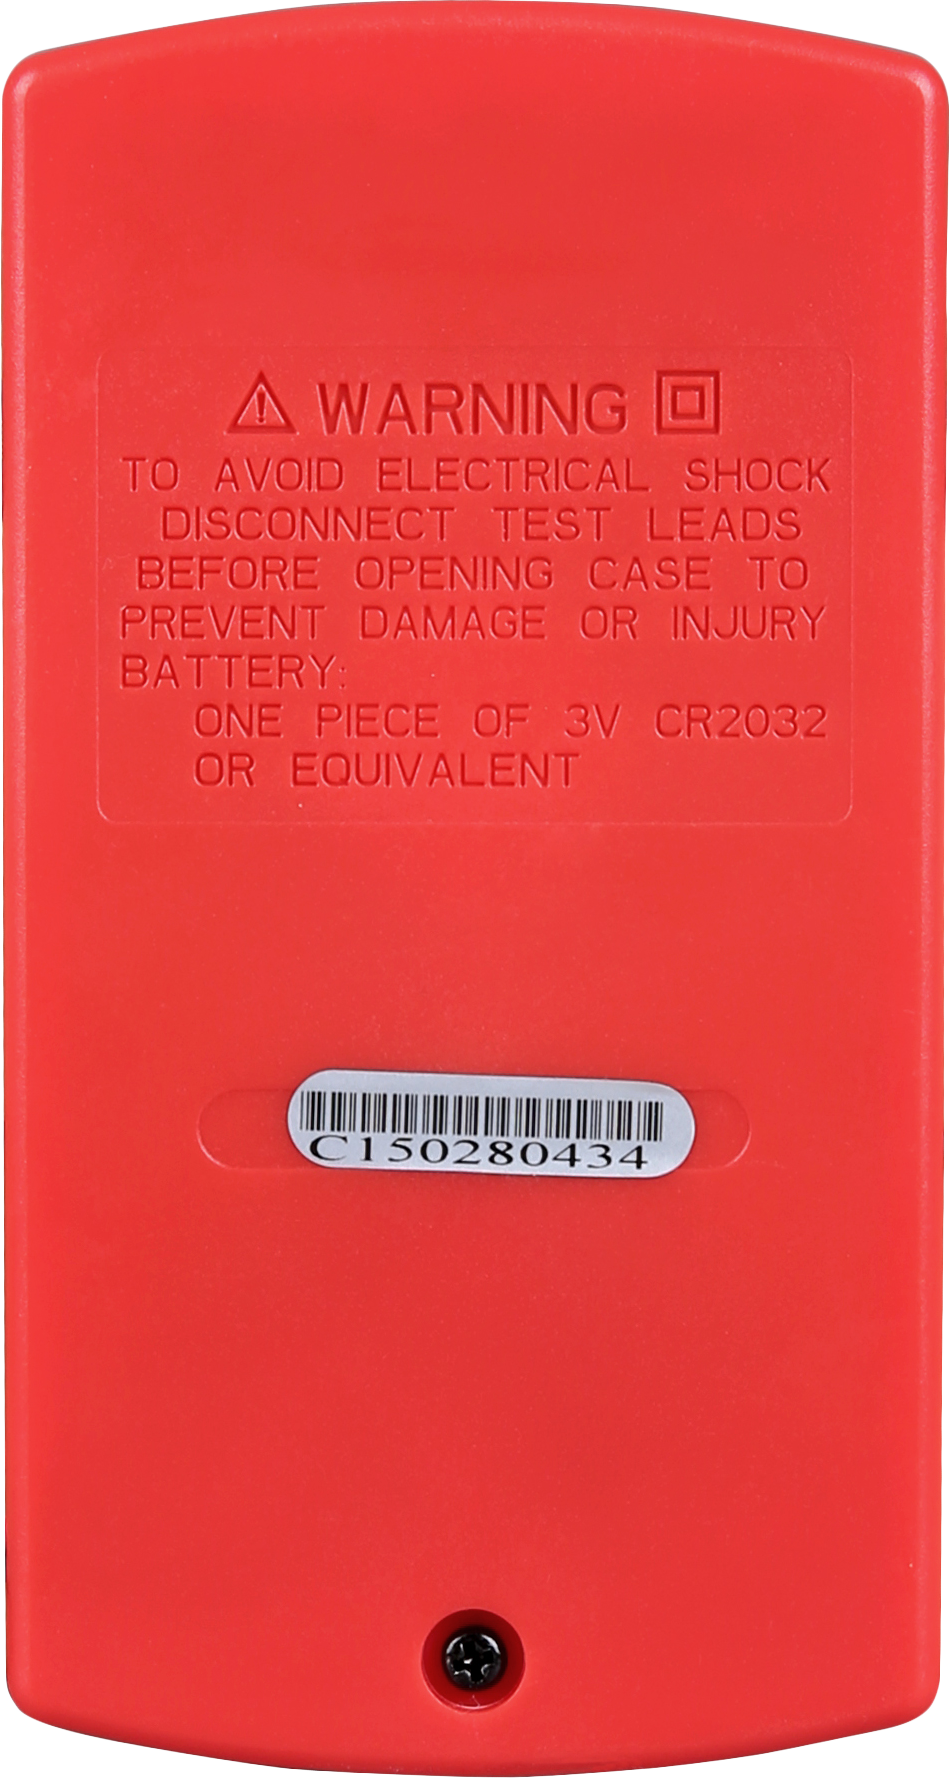 WARNING
TO AVOID ELECTRICAL SHOCK
DISCONNECT TEST LEADS
BEFORE OPENING CASE TO
PREVENT DAMAGE OR INJURY
BATTERY:
ONE PIECE OF 3V CR2032
OR EQUIVALENT
C150280434